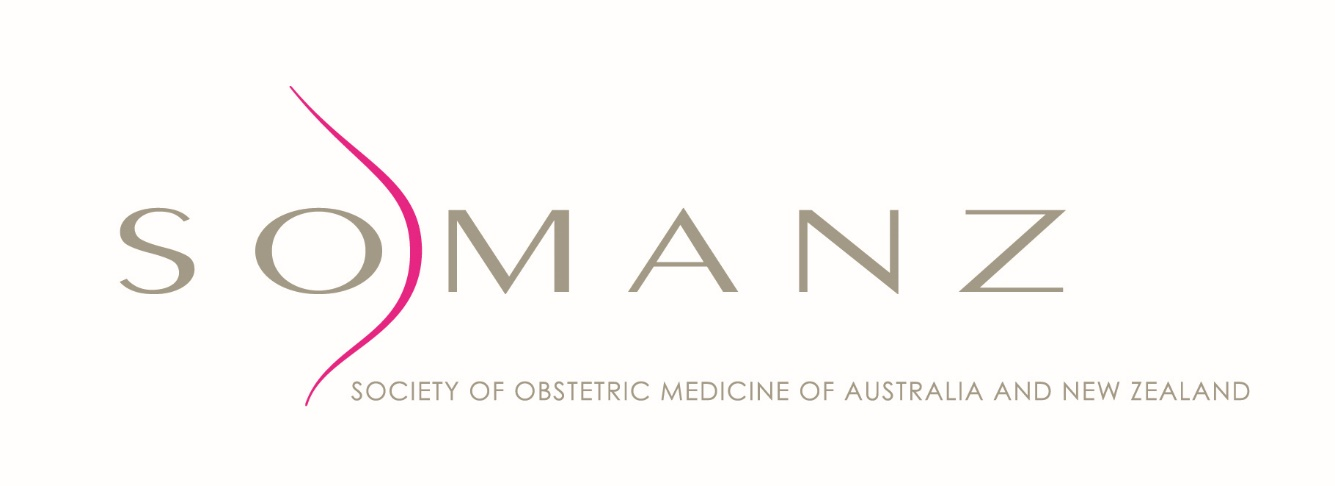 SOMANZ
SOCIETY OF OBSTETRIC MEDICINE OF AUSTRALIA AND NEW ZEALAND